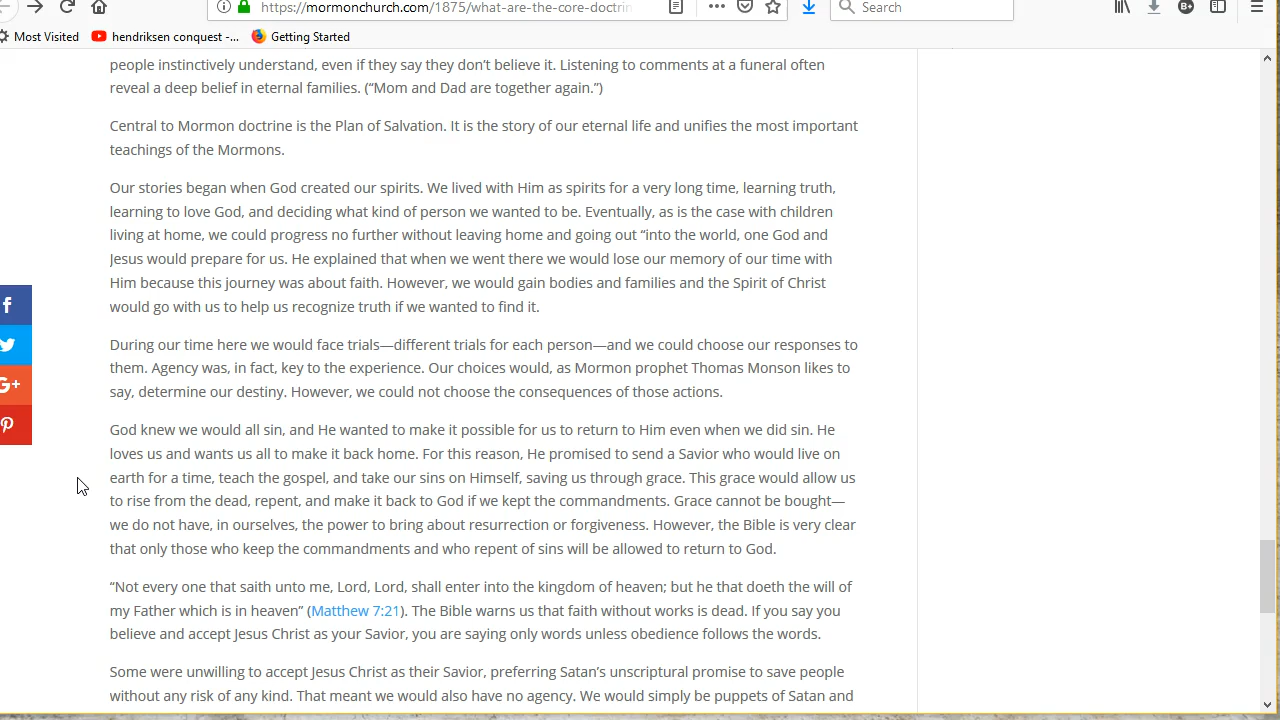 https://mormonchurch.com/1875/what-are-the-core-doctrin
Search
Most Visited
hendriksen conquest -...
Getting Started
people instinctively understand, even if they say they don’t believe it. Listening to comments at a funeral often
reveal a deep belief in eternal families. (“Mom and Dad are together again.”)
Central to Mormon doctrine is the Plan of Salvation. It is the story of our eternal life and unifies the most important
teachings of the Mormons.
Our stories began when God created our spirits. We lived with Him as spirits for a very long time, learning truth,
learning to love God, and deciding what kind of person we wanted to be. Eventually, as is the case with children
living at home, we could progress no further without leaving home and going out “into the world, one God and
Jesus would prepare for us. He explained that when we went there we would lose our memory of our time with
Him because this journey was about faith. However, we would gain bodies and families and the Spirit of Christ
would go with us to help us recognize truth if we wanted to find it.
During our time here we would face trials—different trials for each person—and we could choose our responses to
them. Agency was, in fact, key to the experience. Our choices would, as Mormon prophet Thomas Monson likes to
say, determine our destiny. However, we could not choose the consequences of those actions.
God knew we would all sin, and He wanted to make it possible for us to return to Him even when we did sin. He
loves us and wants us all to make it back home. For this reason, He promised to send a Savior who would live on
earth for a time, teach the gospel, and take our sins on Himself, saving us through grace. This grace would allow us
to rise from the dead, repent, and make it back to God if we kept the commandments. Grace cannot be bought—
we do not have, in ourselves, the power to bring about resurrection or forgiveness. However, the Bible is very clear
that only those who keep the commandments and who repent of sins will be allowed to return to God.
“Not every one that saith unto me, Lord, Lord, shall enter into the kingdom of heaven; but he that doeth the will of
my Father which is in heaven” (Matthew 7:21). The Bible warns us that faith without works is dead. If you say you
believe and accept Jesus Christ as your Savior, you are saying only words unless obedience follows the words.
Some were unwilling to accept Jesus Christ as their Savior, preferring Satan’s unscriptural promise to save people
without any risk of any kind. That meant we would also have no agency. We would simply be puppets of Satan and